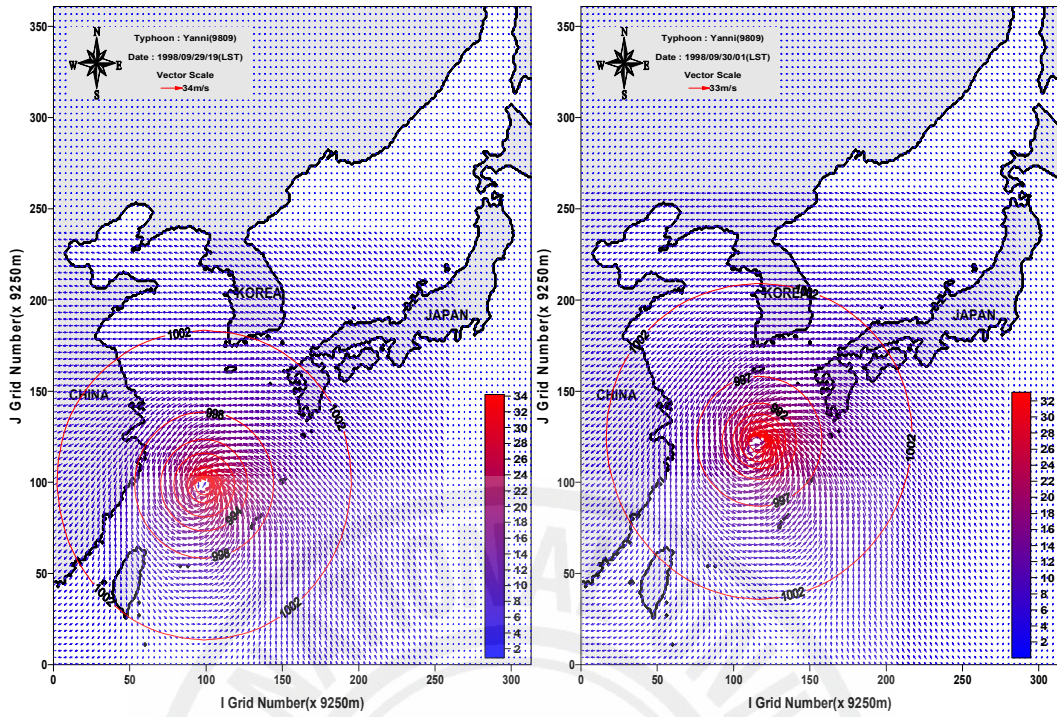 N
W E
S
Typhoon : Yanni(9809)
Date : 1998/09/29/19(LST)
Vector Scale
34m/s
J Grid Number(x 9250m)
350
300
250
200
150
100
50
0
KOREA
JAPAN
CHINA
1002
998
1002
994
998
1002
1002
34
32
30
28
26
24
22
20
18
16
14
12
10
8
6
4
2
0 50 100 150 200 250 300
I Grid Number(x 9250m)
N
W E
S
Typhoon : Yanni(9809)
Date : 1998/09/30/01(LST)
Vector Scale
33m/s
J Grid Number(x 9250m)
350
300
250
200
150
100
50
0
KOREA
1002
JAPAN
CHINA
1002
997
992
1002
997
1002
32
30
28
26
24
22
20
18
16
14
12
10
8
6
4
2
0 50 100 150 200 250 300
I Grid Number(x 9250m)